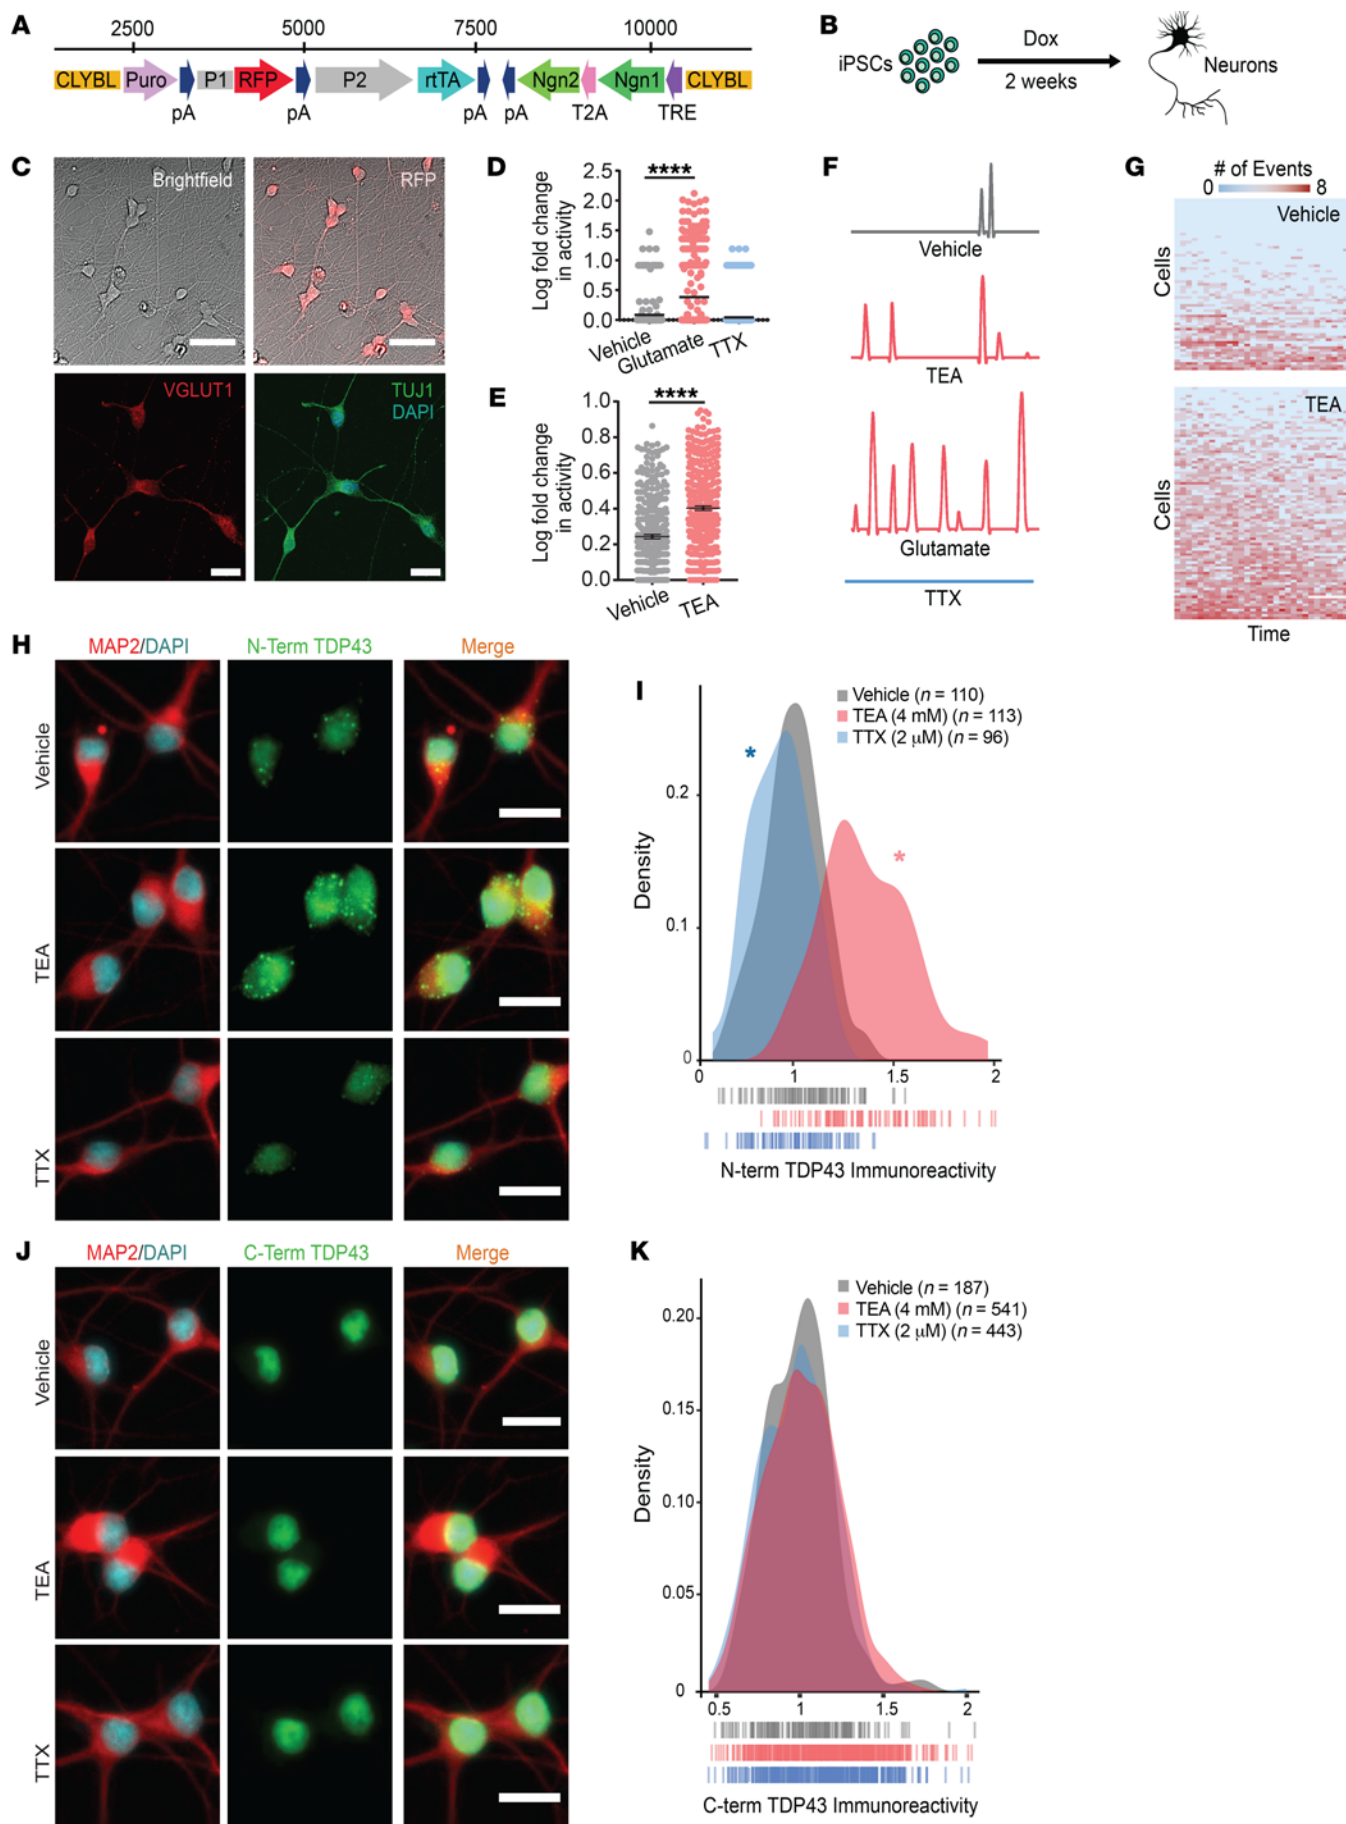 A
2500 5000 7500 10000
CLYBL Puro P1 RFP P2 rtTA Ngn2 Ngn1 CLYBL
pA pA pA pA T2A TRE
B
iPSCs Dox Neurons
2 weeks
C
Brightfield RFP
VGLUT1 TUJ1
DAPI
D
Log fold change
in activity
2.5
2.0
1.5
1.0
0.5
0.0
****
Vehicle Glutamate TTX
E
Log fold change
in activity
1.0
0.8
0.6
0.4
0.2
0.0
****
Vehicle TEA
F
Vehicle
TEA
Glutamate
TTX
G
# of Events
0 8
Vehicle
Cells
TEA
Cells
Time
H
MAP2/DAPI N-Term TDP43 Merge
Vehicle
TEA
TTX
I
Vehicle (n = 110)
TEA (4 mM) (n = 113)
TTX (2 μM) (n = 96)
* *
Density
0.2
0.1
0
0 1 1.5 2
N-term TDP43 Immunoreactivity
J
MAP2/DAPI C-Term TDP43 Merge
Vehicle
TEA
TTX
K
Vehicle (n = 187)
TEA (4 mM) (n = 541)
TTX (2 μM) (n = 443)
Density
0.20
0.15
0.10
0.05
0
0.5 1 1.5 2
C-term TDP43 Immunoreactivity